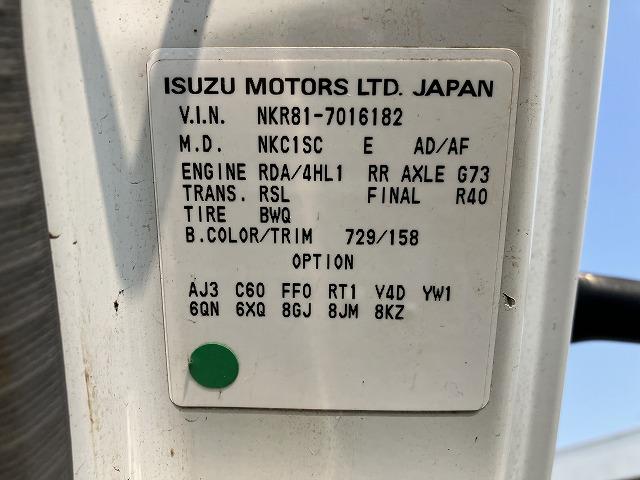 ISUZU MOTORS LTD. JAPAN
V.I.N. NKR81-7016182
M.D. NKC1SC E AD/AF
ENGINE RDA/4HL1 RR AXLE G73
TRANS. RSL FINAL R40
TIRE BWQ
B.COLOR/TRIM 729/158
OPTION
AJ3 C60 FF0 RT1 V4D YW1
6QN 6XQ 8GJ 8JM 8KZ